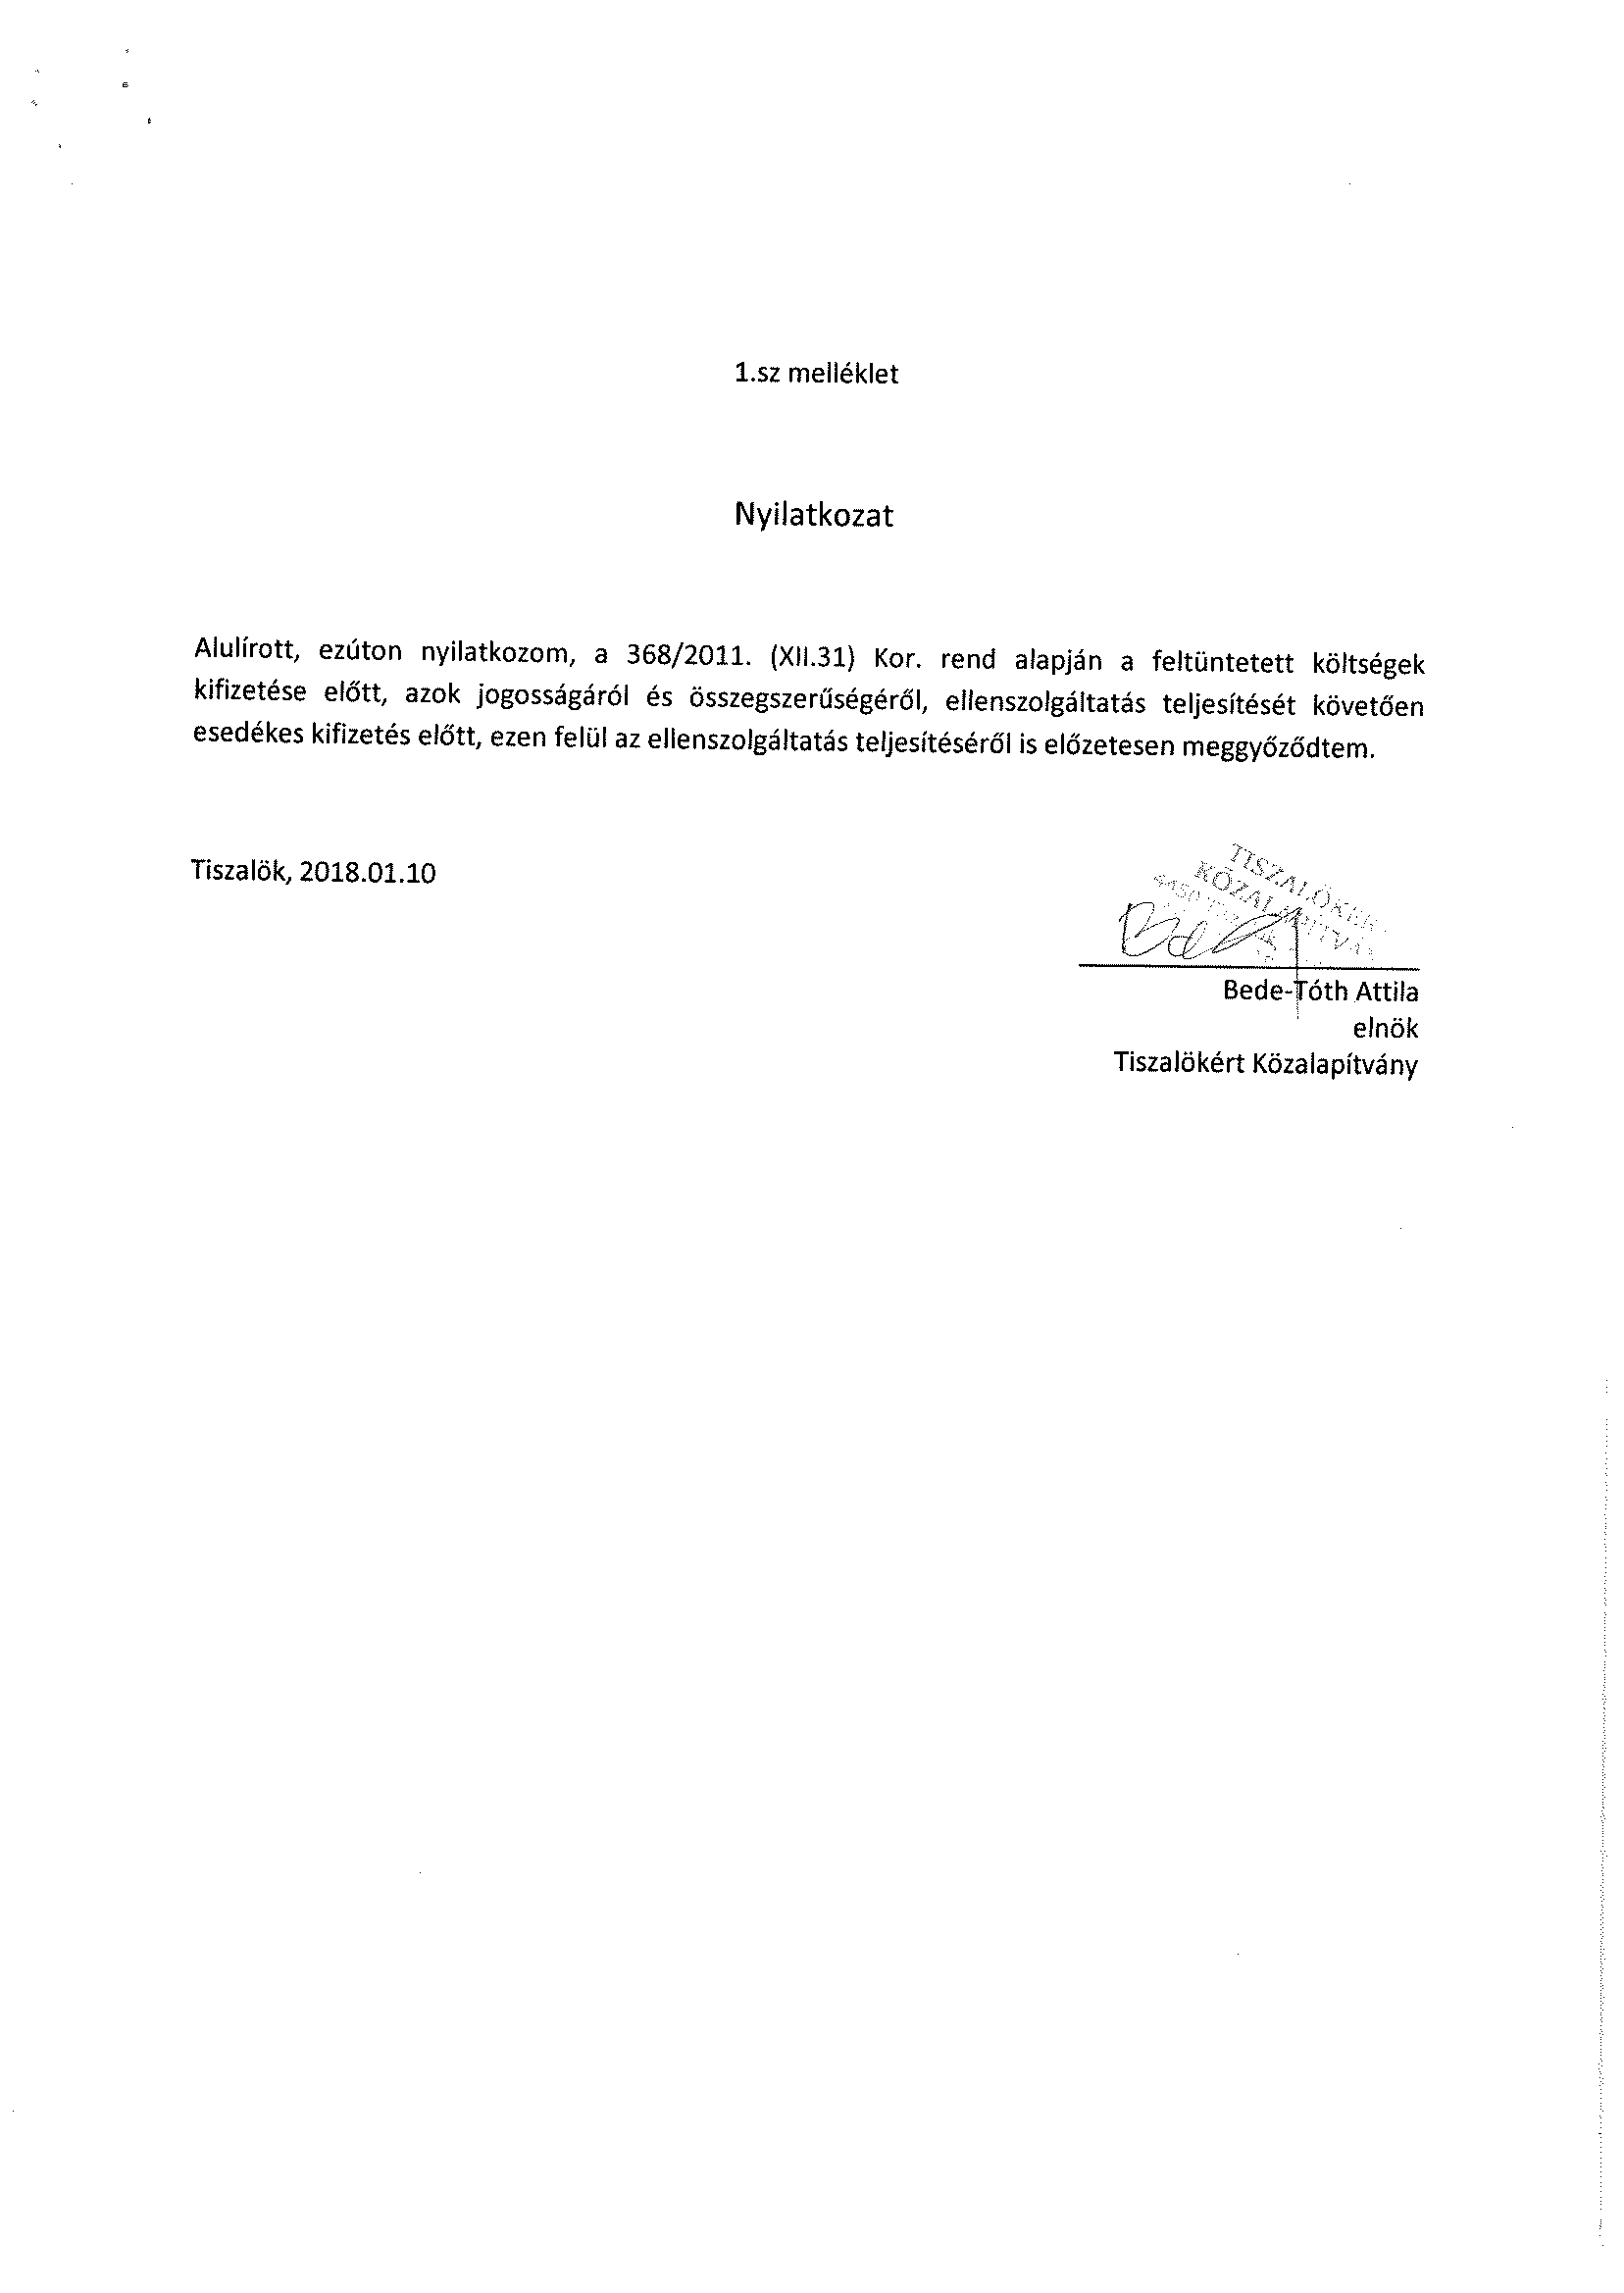 1.sz melléklet
Nyilatkozat
Alulírott, ezúton nyilatkozom, a 368/2011. (XII.31) Kor. rend alapján a feltüntetett költségek
kifizetése előtt, azok jogosságáról és összegszerűségéről, ellenszolgáltatás teljesítését követően
esedékes kifizetés előtt, ezen felül az ellenszolgáltatás teljesítéséről is előzetesen meggyőződtem.
Tiszalök, 2018.01.10
Bede-Tóth Attila
elnök
Tiszalökért Közalapítvány